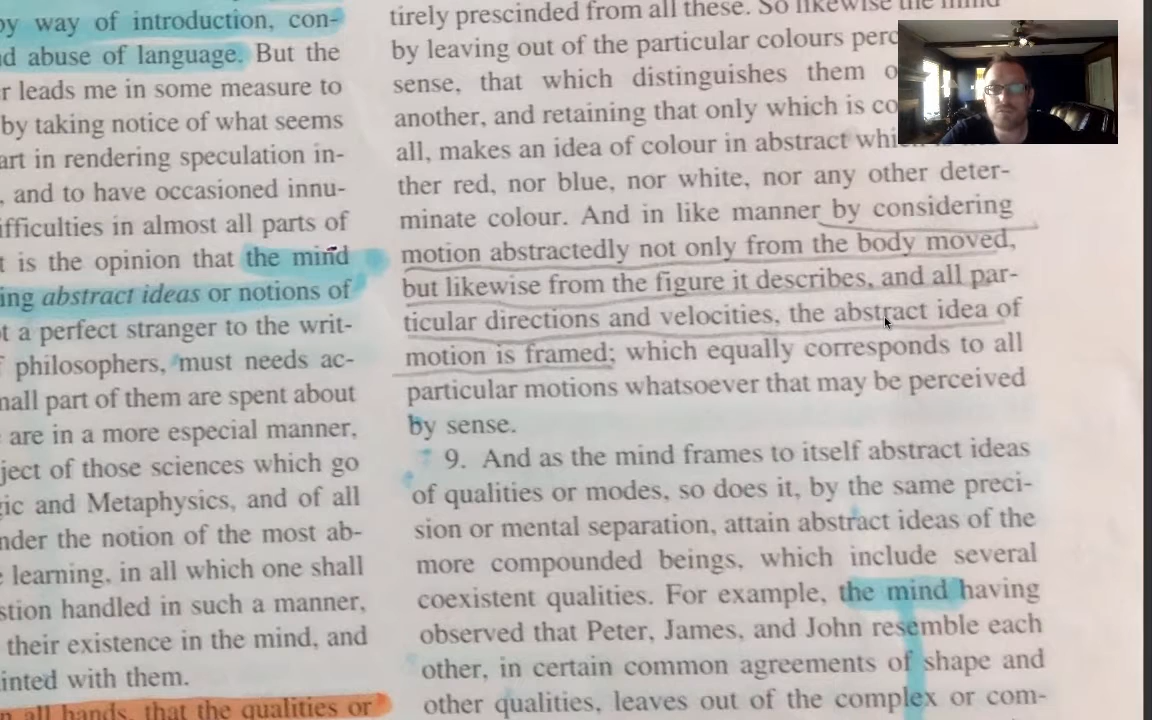 by way of introduction, con-
d abuse of language. But the
r leads me in some measure to
by taking notice of what seems
art in rendering speculation in-
, and to have occasioned innu-
ifficulties in almost all parts of
t is the opinion that the mind
ing abstract ideas or notions of
t a perfect stranger to the writ-
f philosophers, must needs ac-
mall part of them are spent about
are in a more especial manner,
ject of those sciences which go
gic and Metaphysics, and of all
nder the notion of the most ab-
learning, in all which one shall
stion handled in such a manner,
their existence in the mind, and
inted with them.
n all hands, that the qualities or
tirely prescinded from all these. So likewise the mind
by leaving out of the particular colours perc
sense, that which distinguishes them o
another, and retaining that only which is co
all, makes an idea of colour in abstract whi
ther red, nor blue, nor white, nor any other deter-
minate colour. And in like manner by considering
motion abstractedly not only from the body moved,
but likewise from the figure it describes, and all par-
ticular directions and velocities, the abstract idea of
motion is framed; which equally corresponds to all
particular motions whatsoever that may be perceived
by sense.
9. And as the mind frames to itself abstract ideas
of qualities or modes, so does it, by the same preci-
sion or mental separation, attain abstract ideas of the
more compounded beings, which include several
coexistent qualities. For example, the mind having
observed that Peter, James, and John resemble each
other, in certain common agreements of shape and
other qualities, leaves out of the complex or com-